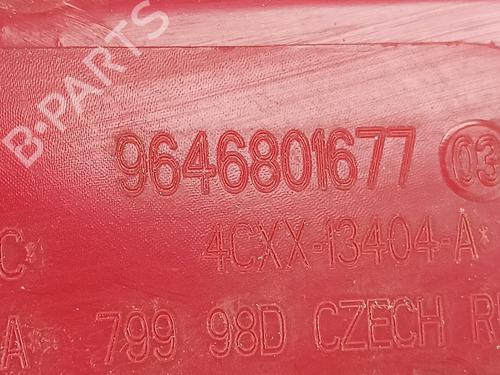 B-PARTS
9646801677 03
C 4CXX-13404-A
A 799 98D CZECH R